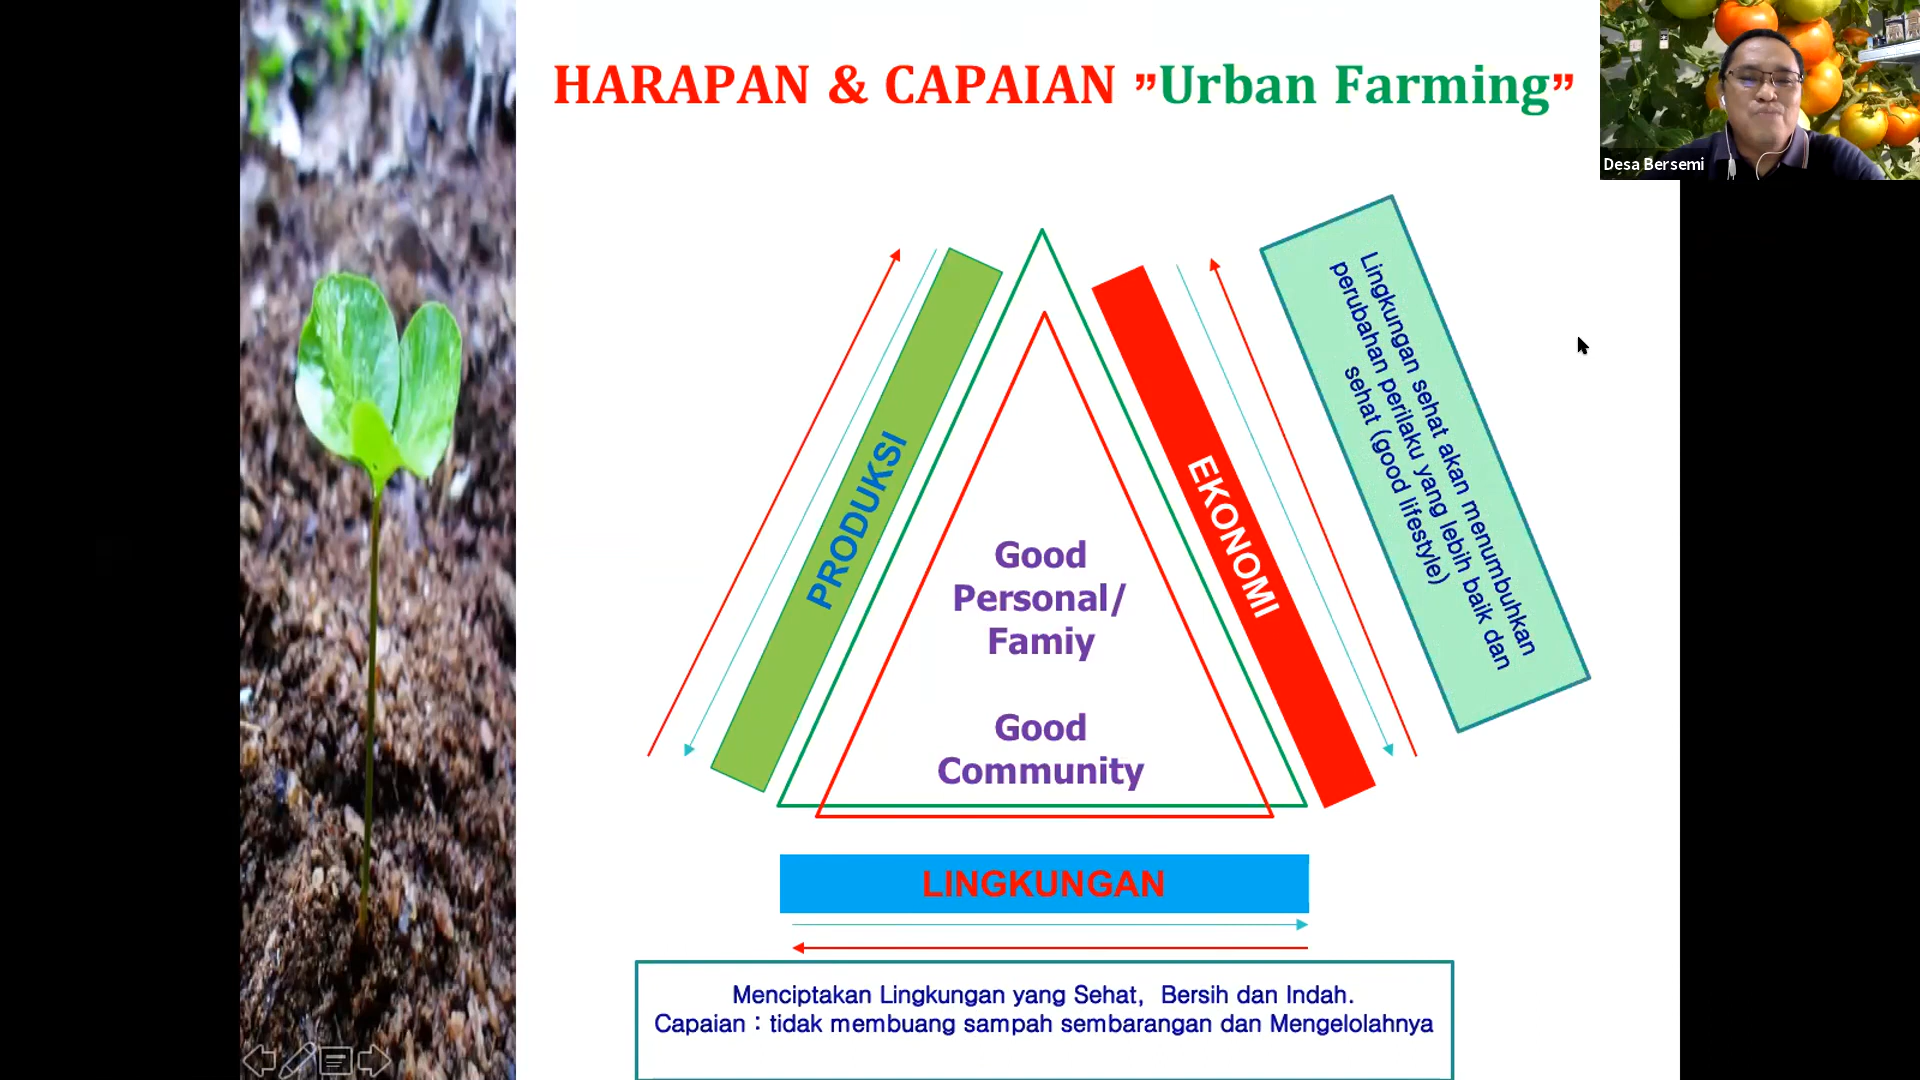 HARAPAN & CAPAIAN ”Urban Farming”
Desa Bersemi
PRODUKSI
EKONOMI
Lingkungan sehat akan menumbuhkan
perubahan perilaku yang lebih baik dan
sehat (good lifestyle)
Good
Personal/
Famiy
Good
Community
LINGKUNGAN
Menciptakan Lingkungan yang Sehat, Bersih dan Indah.
Capaian : tidak membuang sampah sembarangan dan Mengelolahnya